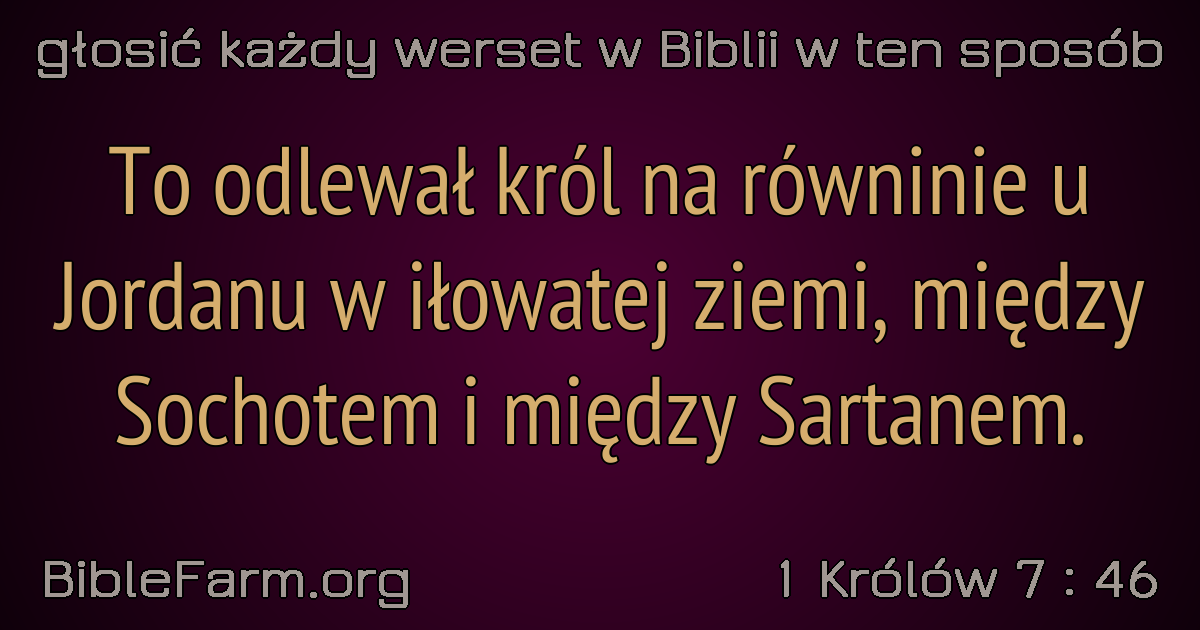 głosić każdy werset w Biblii w ten sposób
To odlewał król na równinie u
Jordanu w iłowatej ziemi, między
Sochotem i między Sartanem.
BibleFarm.org
1 Królów 7 : 46